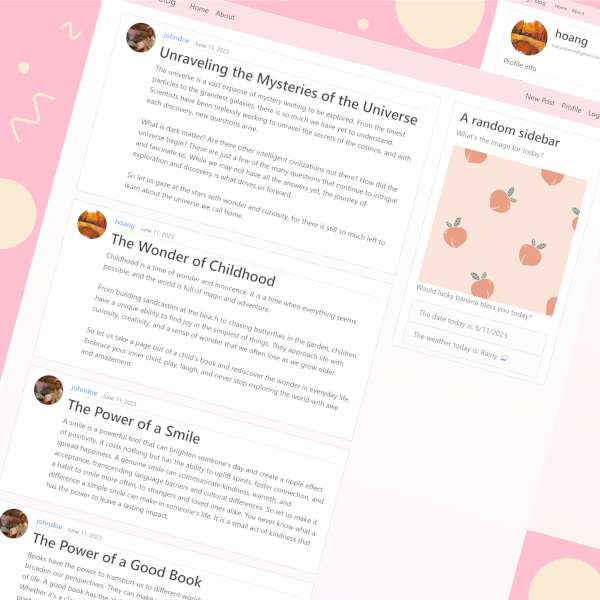 Blog
Home About
New Post Profile
Blog Home About
hoang
Profile info
johndoe June 11, 2023
Unraveling the Mysteries of the Universe
The universe is a vast expanse of mystery waiting to be explored. From the tiniest
particles to the grandest galaxies, there is so much we have yet to understand.
Scientists have been tirelessly working to unravel the secrets of the cosmos, and with
each discovery, new questions arise.
What is dark matter? Are there other intelligent civilizations out there? How did the
universe begin? These are just a few of the many questions that continue to intrigue
and fascinate us. While we may not have all the answers yet, the journey of
exploration and discovery is what drives us forward.
So let us gaze at the stars with wonder and curiosity, for there is still so much left to
learn about the universe we call home.
A random sidebar
What's the image for today?
Would lucky banana bless you today?
The date today is: 6/11/2023
The weather today is: Rainy
hoang June 11, 2023
The Wonder of Childhood
Childhood is a time of wonder and innocence. It is a time when everything seems
possible, and the world is full of magic and adventure.
From building sandcastles at the beach to chasing butterflies in the garden, children
have a unique ability to find joy in the simplest of things. They approach life with
curiosity, creativity, and a sense of wonder that we often lose as we grow older.
So let us take a page out of a child's book and rediscover the wonder in everyday life.
Embrace your inner child, play, laugh, and never stop exploring the world with awe
and amazement.
johndoe June 11, 2023
The Power of a Smile
A smile is a powerful tool that can brighten someone's day and create a ripple effect
of positivity. It costs nothing but has the ability to uplift spirits, foster connection, and
spread happiness. A genuine smile can communicate kindness, warmth, and
acceptance, transcending language barriers and cultural differences. So let us make it
a habit to smile more often, to strangers and loved ones alike. You never know what a
difference a simple smile can make in someone's life. It is a small act of kindness that
has the power to leave a lasting impact.
johndoe June 11, 2023
The Power of a Good Book
Books have the power to transport us to different
broaden our perspectives. They can make
of life. A good book has the
Whether it's a